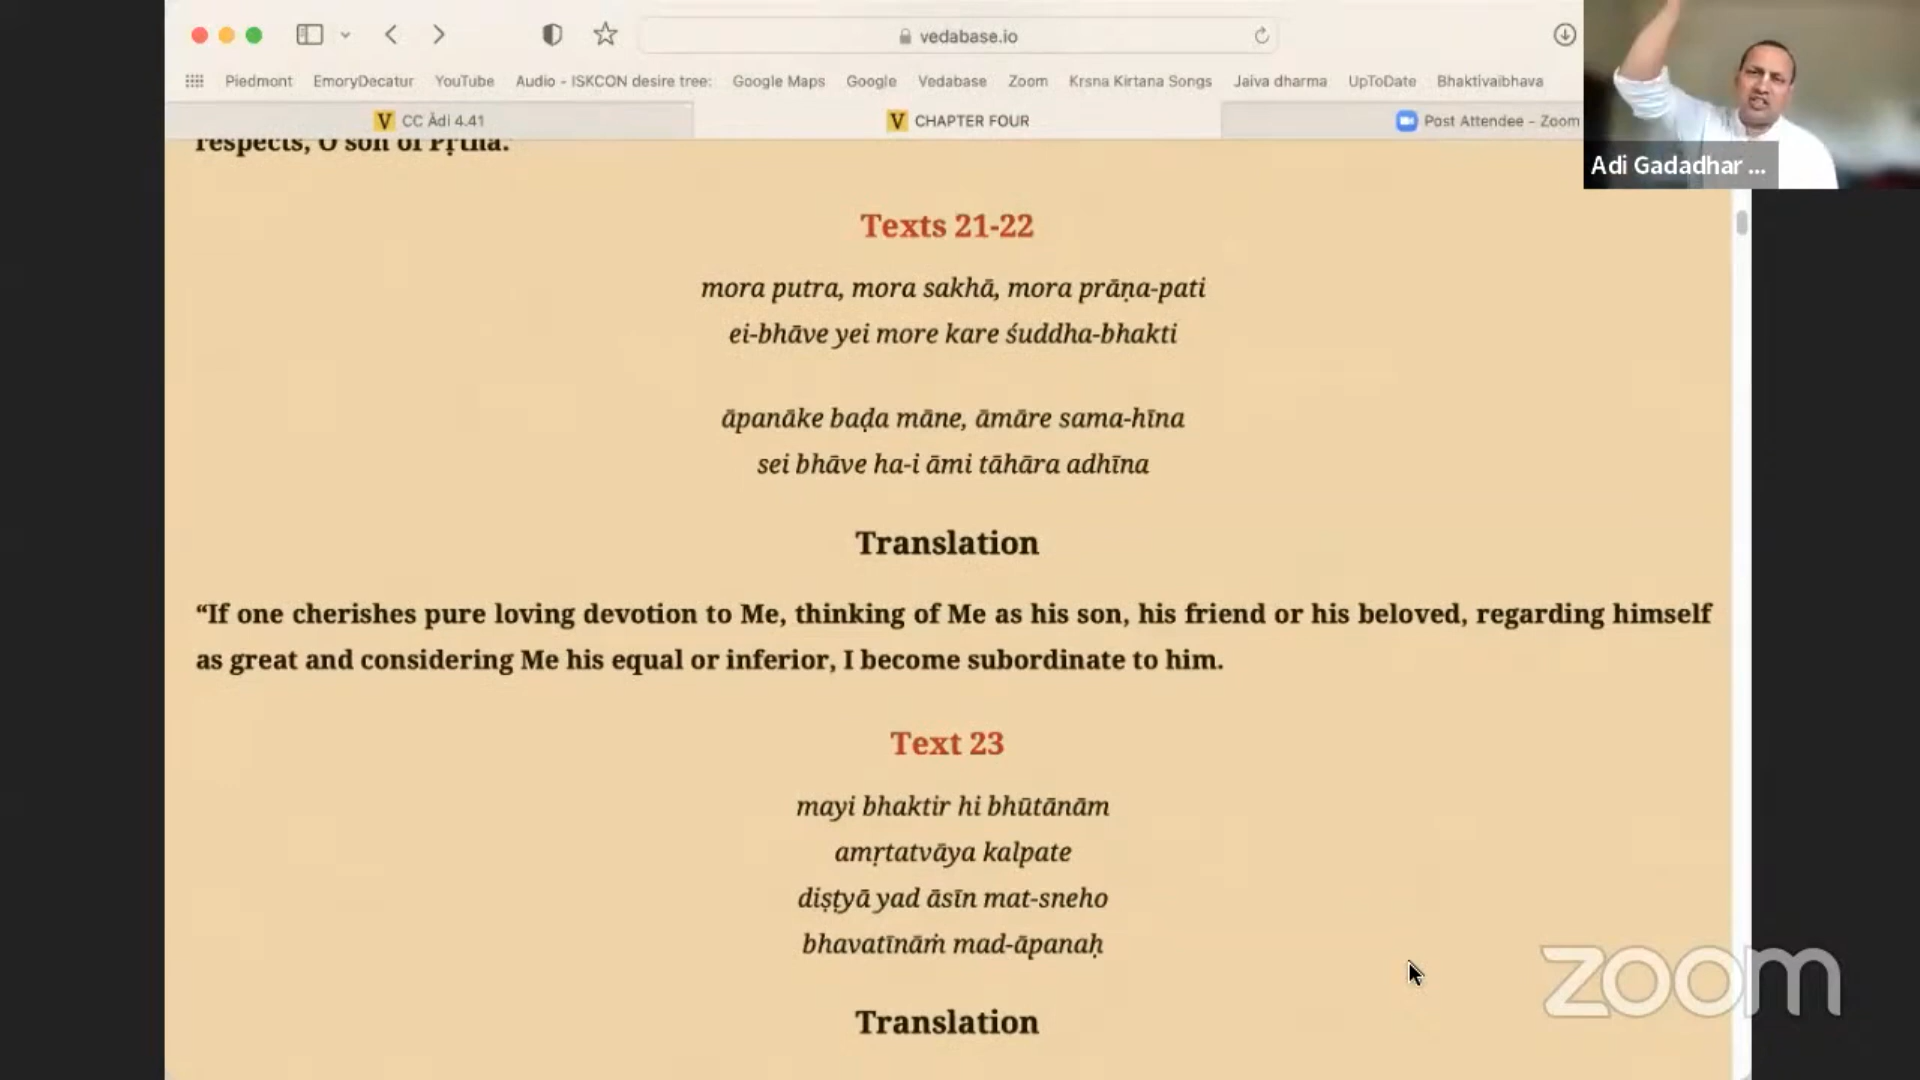 vedabase.io
Piedmont EmoryDecatur YouTube Audio - ISKCON desire tree: Google Maps Google Vedabase Zoom Krsna Kirtana Songs Jaiva dharma UpToDate Bhaktivaibhava
V CC Ādi 4.41 V CHAPTER FOUR Post Attendee – Zoom
Adi Gadadhar ...
respects, O son of Pṛthā.
Texts 21-22
mora putra, mora sakhā, mora prāṇa-pati
ei-bhāve yei more kare śuddha-bhakti
āpanāke baḍa māne, āmāre sama-hīna
sei bhāve ha-i āmi tāhāra adhīna
Translation
“If one cherishes pure loving devotion to Me, thinking of Me as his son, his friend or his beloved, regarding himself
as great and considering Me his equal or inferior, I become subordinate to him.
Text 23
mayi bhaktir hi bhūtānām
amṛtatvāya kalpate
diṣṭyā yad āsīn mat-sneho
bhavatīnāṁ mad-āpanaḥ
Translation
zoom